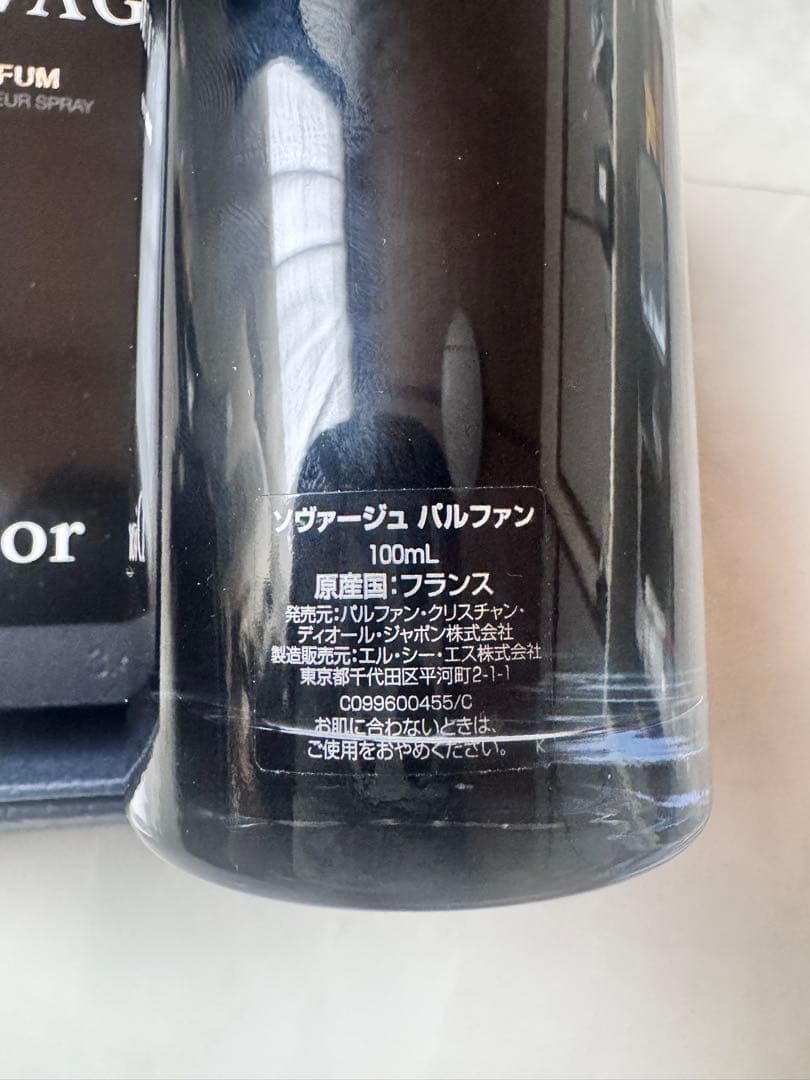 VAG
FUM
EUR SPRAY
or
ソヴァージュ パルファン
100mL
原産国:フランス
発売元:パルファン・クリスチャン・
ディオール・ジャポン株式会社
製造販売元:エル・シー・エス株式会社
東京都千代田区平河町2-1-1
C099600455/C
お肌に合わないときは、
ご使用をおやめください。 K